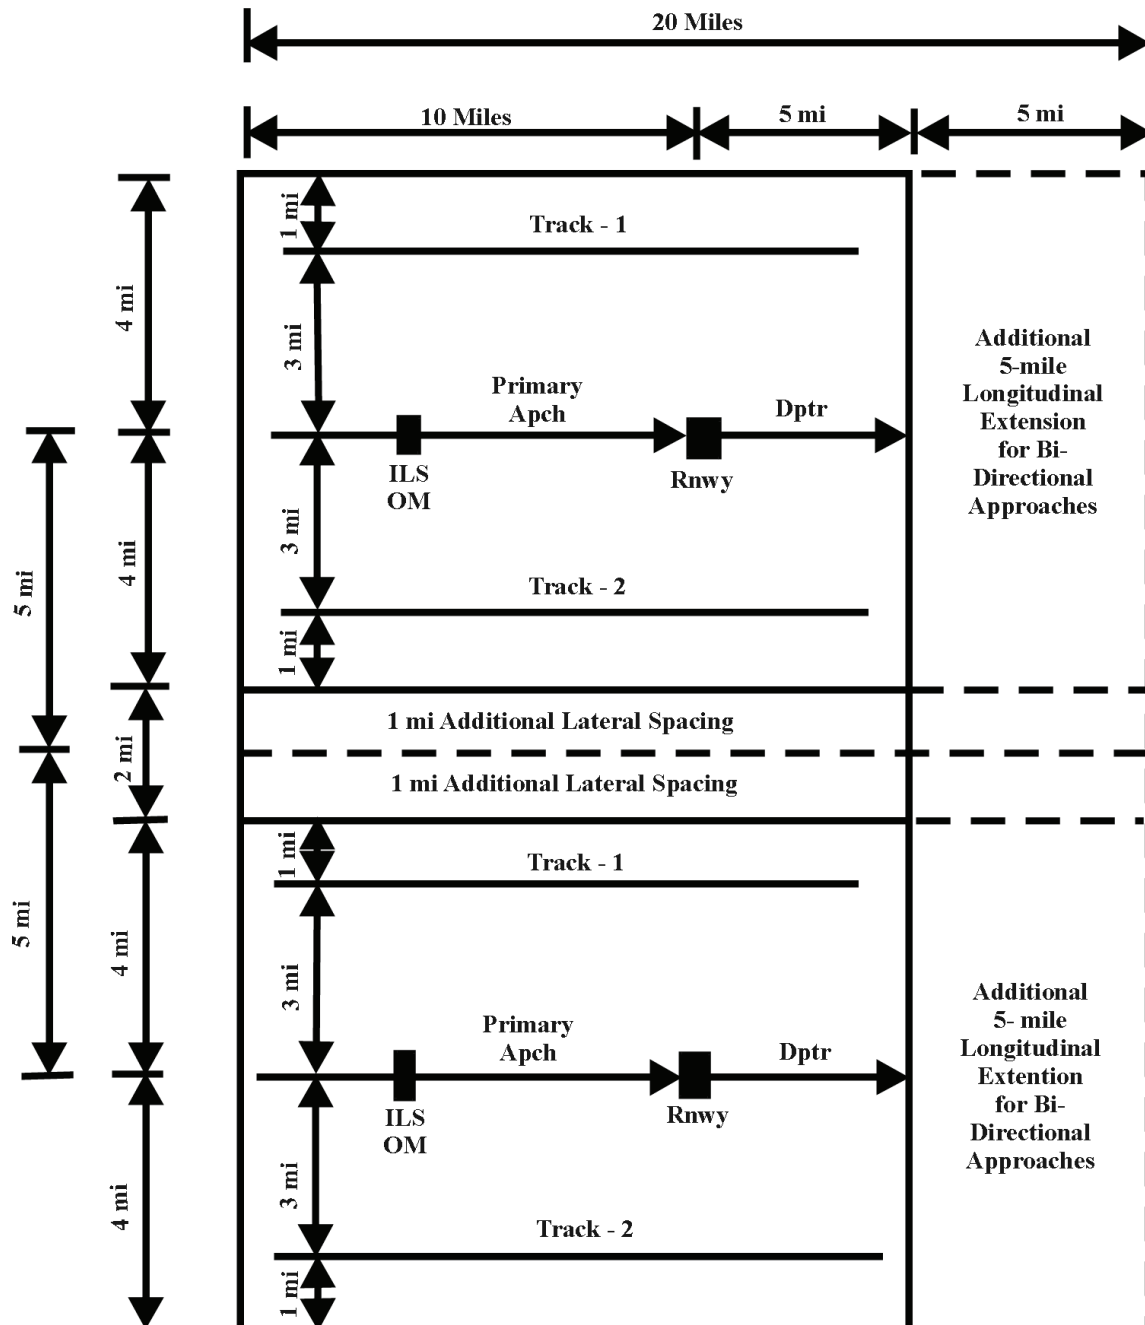 20 Miles
10 Miles
5 mi
5 mi
1 mi
Track - 1
4 mi
3 mi
Additional
5-mile
Longitudinal
Extension
for Bi-
Directional
Approaches
Primary
Apch
Dptr
ILS
OM
Rnwy
3 mi
4 mi
5 mi
Track - 2
1 mi
1 mi Additional Lateral Spacing
2 mi
1 mi Additional Lateral Spacing
1 mi
Track - 1
5 mi
4 mi
3 mi
Additional
5- mile
Longitudinal
Extention
for Bi-
Directional
Approaches
Primary
Apch
Dptr
ILS
OM
Rnwy
3 mi
4 mi
Track - 2
1 mi